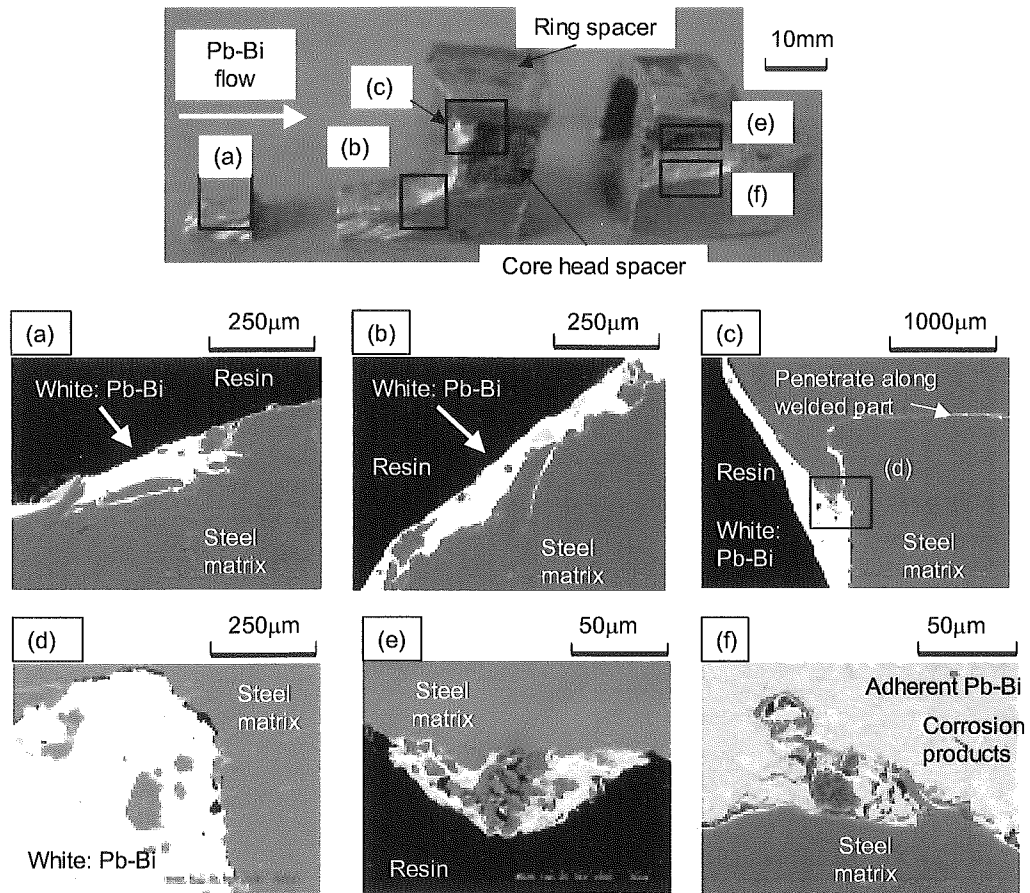 Ring spacer
10mm
Pb-Bi
flow
(c)
(a)
(b)
(e)
(f)
Core head spacer
(a)
250μm
White: Pb-Bi
Resin
Steel
matrix
(b)
250μm
White: Pb-Bi
Resin
Steel
matrix
(c)
1000μm
Penetrate along
welded part
Resin
(d)
White:
Pb-Bi
Steel
matrix
(d)
250μm
Steel
matrix
White: Pb-Bi
(e)
50μm
Steel
matrix
Resin
(f)
50μm
Adherent Pb-Bi
Corrosion
products
Steel
matrix